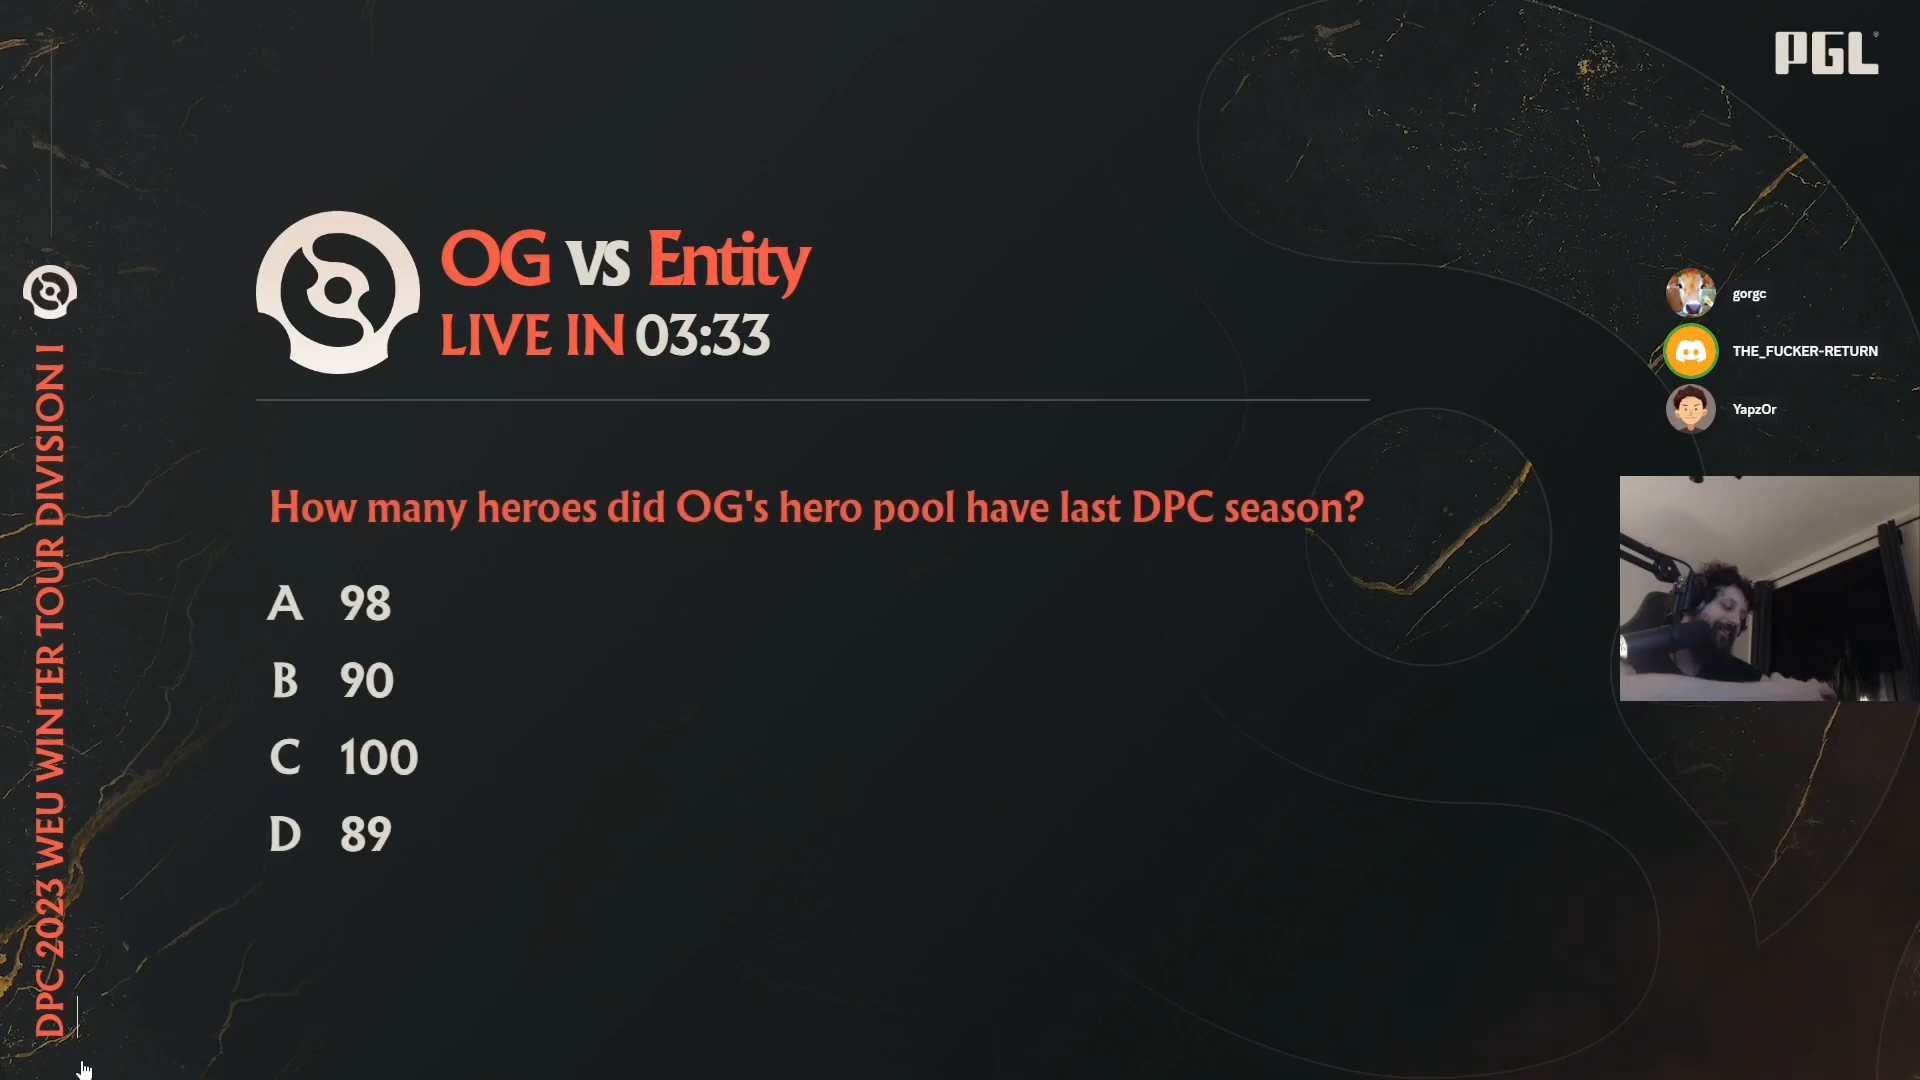 PGL
OG vs Entity
LIVE IN 03:33
How many heroes did OG's hero pool have last DPC season?
A 98
B 90
C 100
D 89
DPC 2023 WEU WINTER TOUR DIVISION I
gorgc
THE_FUCKER-RETURN
YapzOr